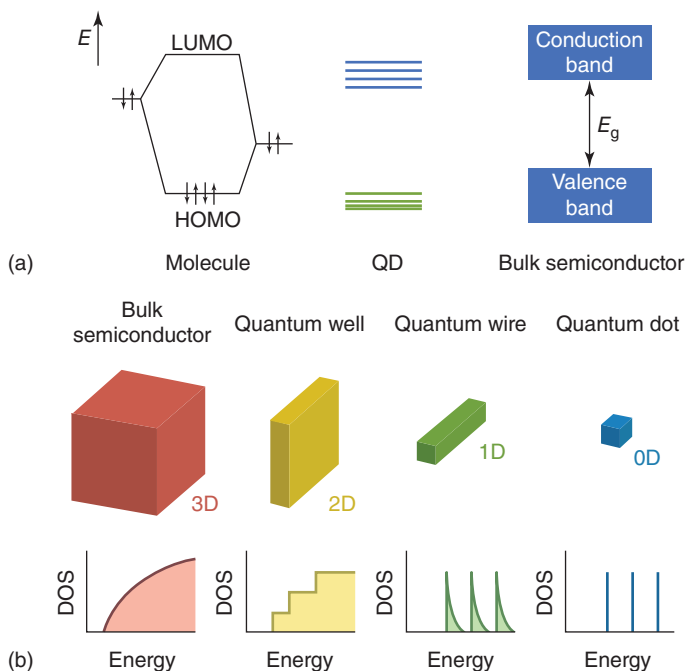 E
LUMO
HOMO
Conduction
band
E_g
Valence
band
(a)
Molecule
QD
Bulk semiconductor
Bulk
semiconductor
Quantum well
Quantum wire
Quantum dot
3D
2D
1D
0D
DOS
DOS
DOS
DOS
(b)
Energy
Energy
Energy
Energy